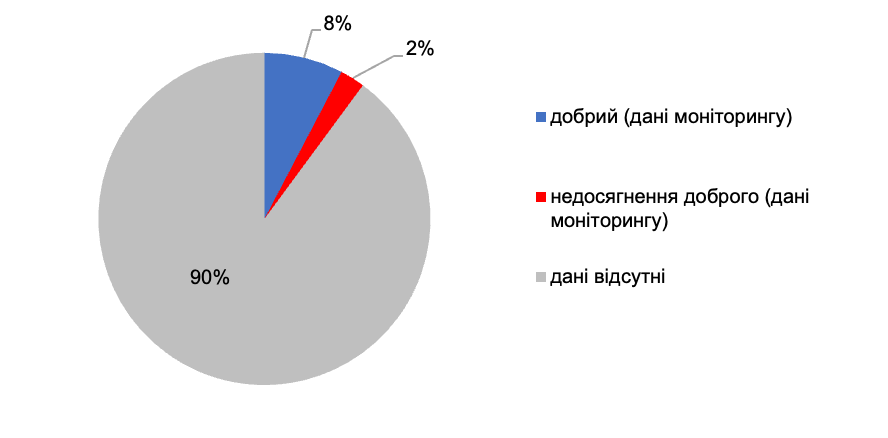 8%
2%
90%
добрий (дані моніторингу)
недосягнення доброго (дані
моніторингу)
дані відсутні